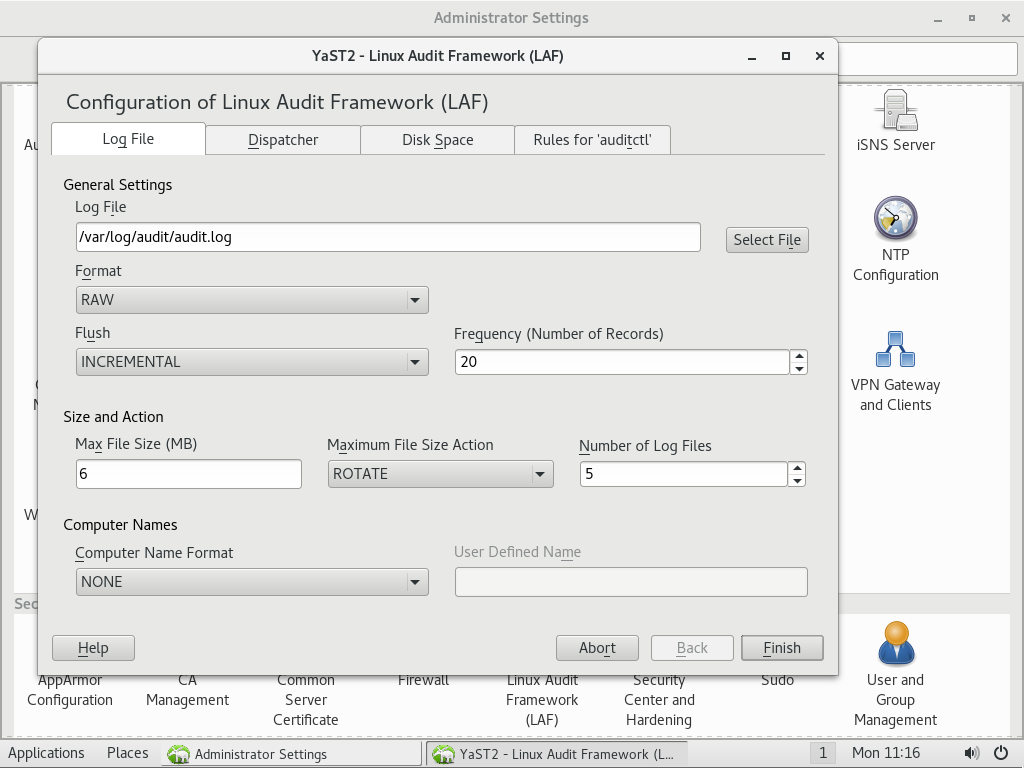 Administrator Settings
YaST2 - Linux Audit Framework (LAF)
Configuration of Linux Audit Framework (LAF)
Log File
Dispatcher
Disk Space
Rules for 'auditctl'
General Settings
Log File
/var/log/audit/audit.log
Select File
Format
RAW
Flush
Frequency (Number of Records)
INCREMENTAL
20
Size and Action
Max File Size (MB)
Maximum File Size Action
Number of Log Files
6
ROTATE
5
Computer Names
Computer Name Format
User Defined Name
NONE
Help
Abort
Back
Finish
iSNS Server
NTP
Configuration
VPN Gateway
and Clients
AppArmor
Configuration
CA
Management
Common
Server
Certificate
Firewall
Linux Audit
Framework
(LAF)
Security
Center and
Hardening
Sudo
User and
Group
Management
Applications
Places
Administrator Settings
YaST2 - Linux Audit Framework (L...
1
Mon 11:16